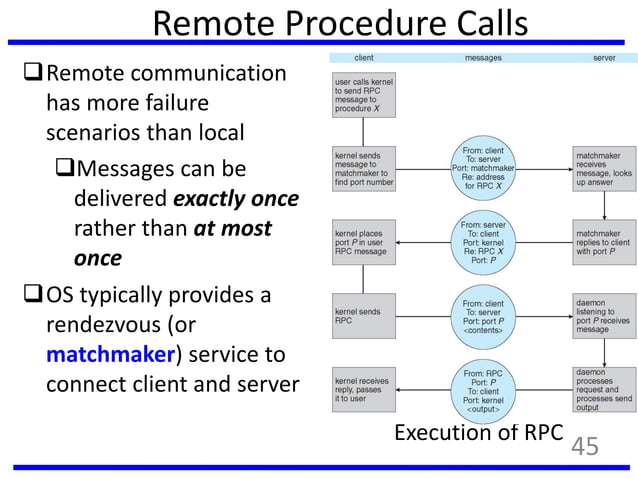 Remote Procedure Calls
❑Remote communication
has more failure
scenarios than local
❑Messages can be
delivered exactly once
rather than at most
once
❑OS typically provides a
rendezvous (or
matchmaker) service to
connect client and server
client
messages
server
user calls kernel
to send RPC
message to
procedure X
kernel sends
message to
matchmaker to
find port number
From: client
To: server
Port: matchmaker
Re: address
for RPC X
matchmaker
receives
message, looks
up answer
kernel places
port P in user
RPC message
From: server
To: client
Port: kernel
Re: RPC X
Port: P
matchmaker
replies to client
with port P
kernel sends
RPC
From: client
To: server
Port: port P
<contents>
daemon
listening to
port P receives
message
kernel receives
reply, passes
it to user
From: RPC
Port: P
To: client
Port: kernel
<output>
daemon
processes
request and
processes send
output
Execution of RPC
45